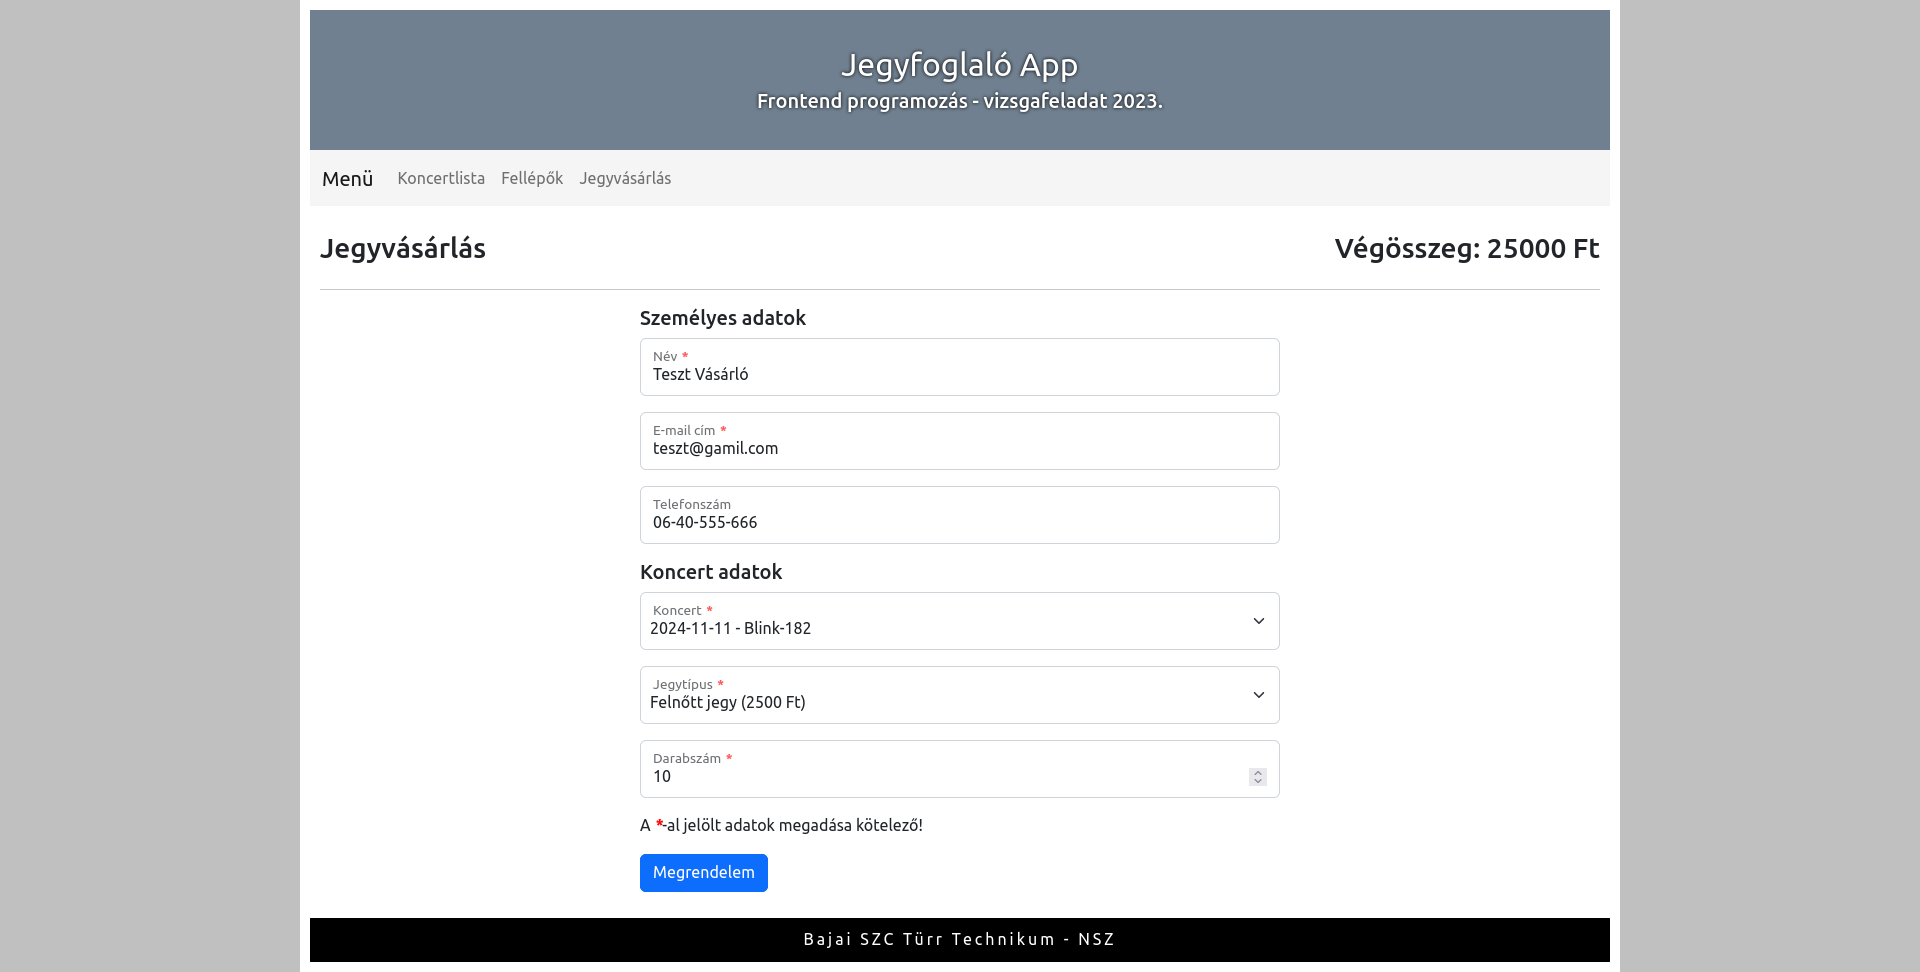 Jegyfoglaló App
Frontend programozás - vizsgafeladat 2023.
Menü Koncertlista Fellépők Jegyvásárlás
Jegyvásárlás Végösszeg: 25000 Ft
Személyes adatok
Név *
Teszt Vásárló
E-mail cím *
teszt@gamil.com
Telefonszám
06-40-555-666
Koncert adatok
Koncert *
2024-11-11 - Blink-182
Jegytípus *
Felnőtt jegy (2500 Ft)
Darabszám *
10
A *-al jelölt adatok megadása kötelező!
Megrendelem
Bajai SZC Türr Technikum - NSZ